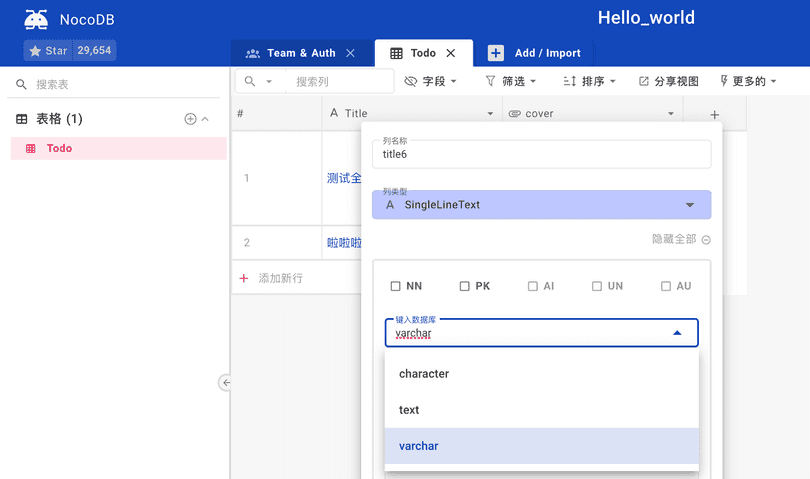 NocoDB
Hello_world
Star 29,654
Team & Auth
Todo
Add / Import
搜索表
搜索列
字段
筛选
排序
分享视图
更多的
表格 (1)
Todo
# Title cover
1 测试全
2 啦啦啦
添加新行
列名称
title6
列类型
SingleLineText
隐藏全部
NN PK AI UN AU
键入数据库
varchar
character
text
varchar